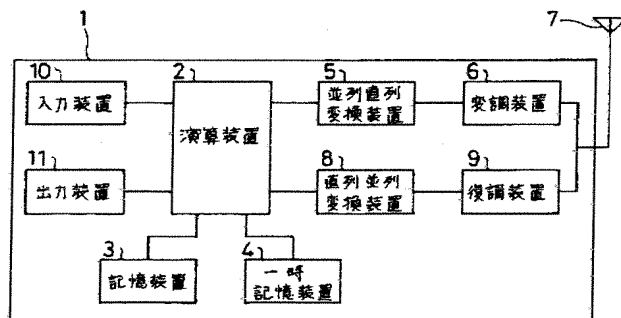 1
7
10
入力装置
2
演算装置
5
並列直列
変換装置
6
変調装置
11
出力装置
8
直列並列
変換装置
9
復調装置
3
記憶装置
4
一時
記憶装置